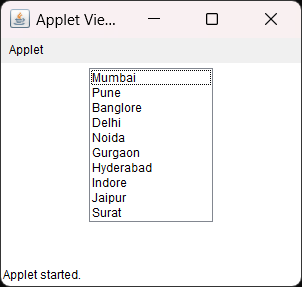 Applet Vie...
Applet
Mumbai
Pune
Banglore
Delhi
Noida
Gurgaon
Hyderabad
Indore
Jaipur
Surat
Applet started.